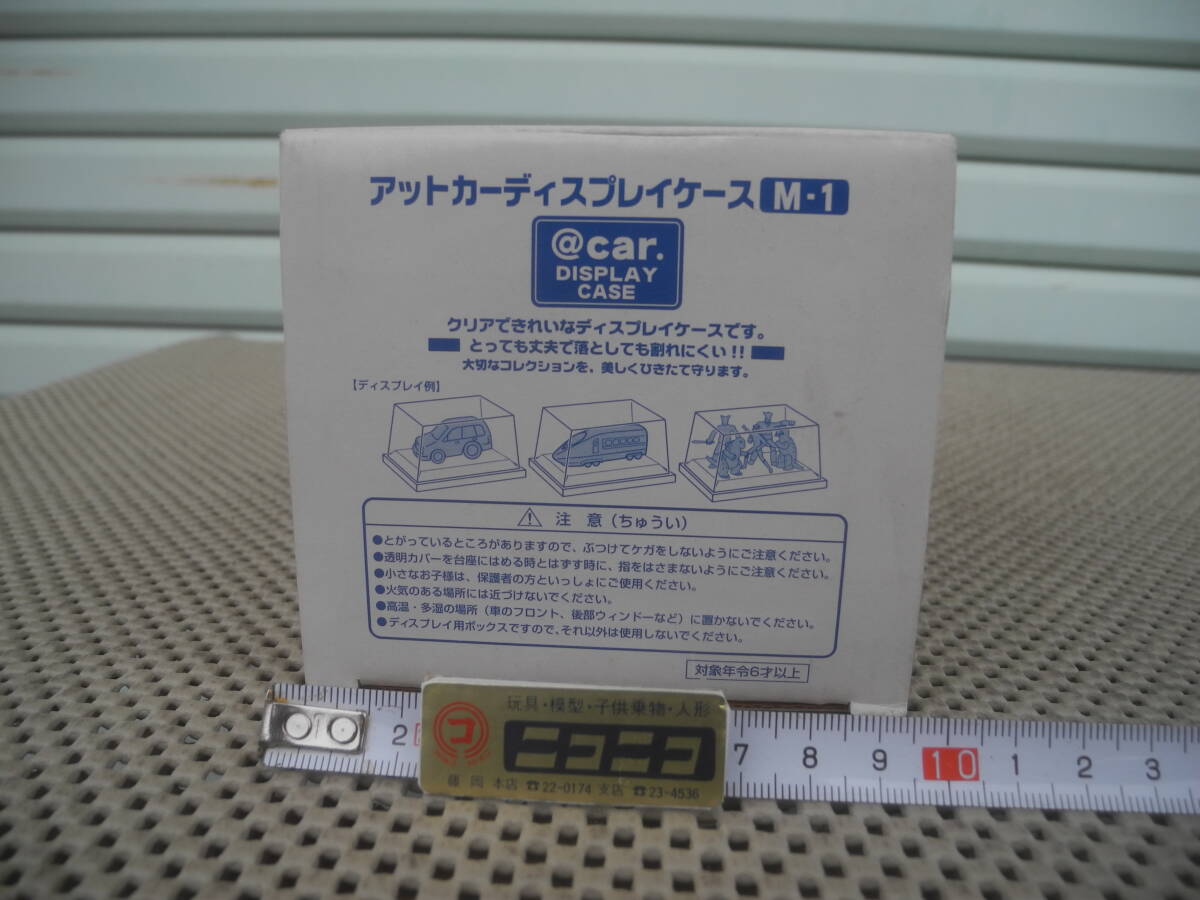 アットカーディスプレイケース M-1
@car.
DISPLAY
CASE
クリアできれいなディスプレイケースです。
とっても丈夫で落としても割れにくい!!
大切なコレクションを、美しくひきたて守ります。
【ディスプレイ例】
⚠ 注 意(ちゅうい)
●とがっているところがありますので、ぶつけてケガをしないようにご注意ください。
●透明カバーを台座にはめる時とはずす時に、指をはさまないようにご注意ください。
●小さなお子様は、保護者の方といっしょにご使用ください。
●火気のある場所には近づけないでください。
●高温・多湿の場所(車のフロント、後部ウィンドーなど)に置かないでください。
●ディスプレイ用ボックスですので、それ以外は使用しないでください。
対象年令6才以上
玩具・模型・子供乗物・人形
コ
ニコニコ
藤岡 本店 ☎22-0174 支店 ☎23-4536
2 7 8 9 10 1 2 3